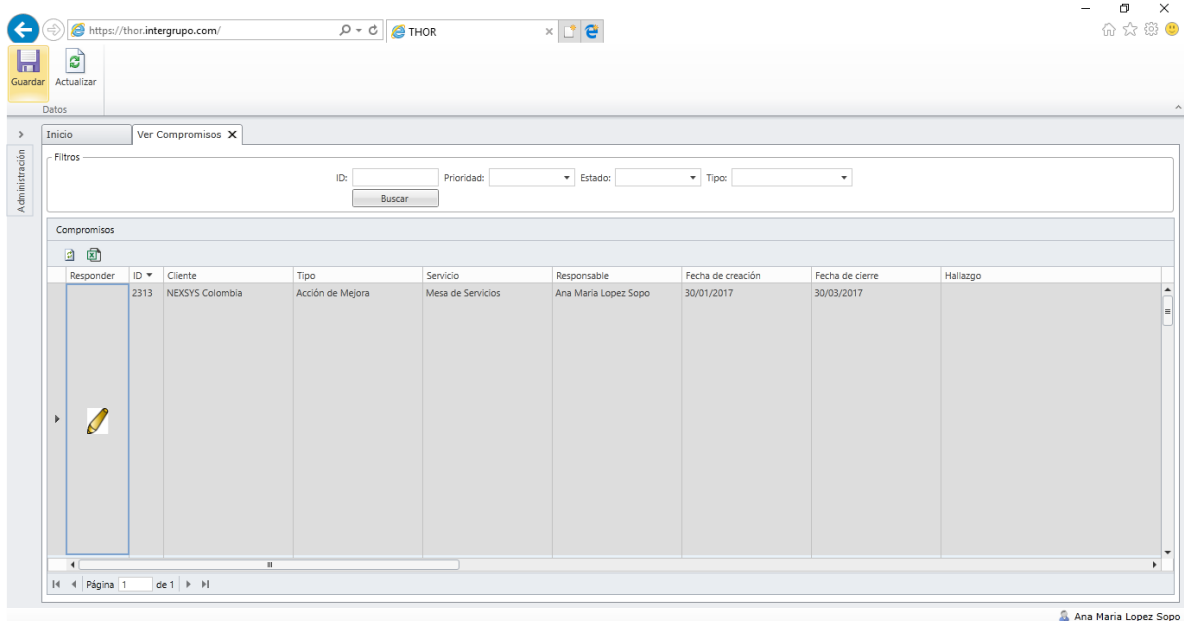 https://thor.intergrupo.com/
THOR
Guardar Actualizar
Datos
Inicio Ver Compromisos X
Administración
Filtros
ID: Prioridad: Estado: Tipo:
Buscar
Compromisos
Responder ID Cliente Tipo Servicio Responsable Fecha de creación Fecha de cierre Hallazgo
2313 NEXSYS Colombia Acción de Mejora Mesa de Servicios Ana Maria Lopez Sopo 30/01/2017 30/03/2017
Página 1 de 1
Ana Maria Lopez Sopo